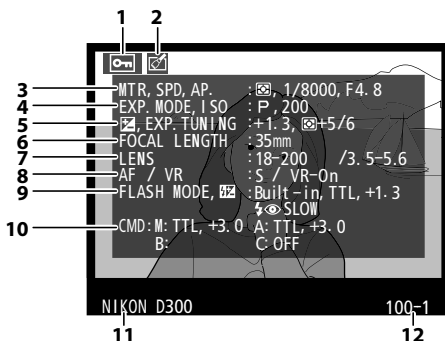 1 2
3 MTR, SPD, AP. : , 1/8000, F4. 8
4 EXP. MODE, ISO : P, 200
5 , EXP. TUNING : +1. 3, +5/6
6 FOCAL LENGTH : 35mm
7 LENS : 18-200 /3. 5-5. 6
8 AF / VR : S / VR-On
9 FLASH MODE, : Built-in, TTL, +1. 3
SLOW
10 CMD: M: TTL, +3. 0 A: TTL, +3. 0
B: C: OFF
NIKON D300 100-1
11 12